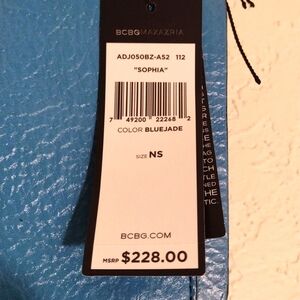 BCBGMAXAZRIA
ADJ050BZ-A52 112
"SOPHIA"
7 49200 22268 2
COLOR BLUEJADE
SIZE NS
BCBG.COM
MSRP $228.00